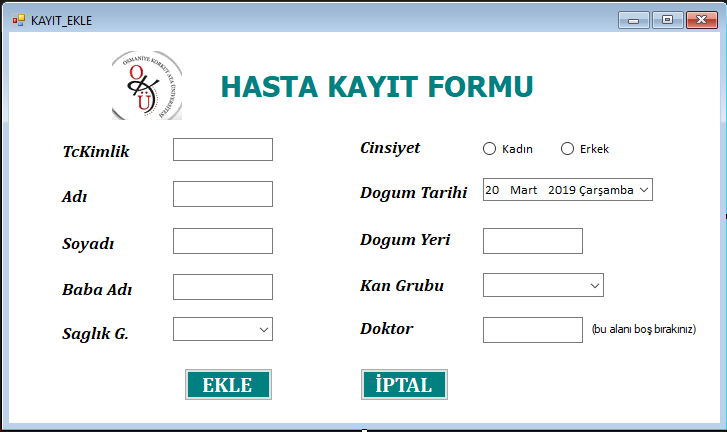 KAYIT_EKLE
OSMANİYE KORKUT ATA ÜNİVERSİTESİ
OKÜ
HASTA KAYIT FORMU
TcKimlik
Cinsiyet
Kadın
Erkek
Adı
Dogum Tarihi
20 Mart 2019 Çarşamba
Soyadı
Dogum Yeri
Baba Adı
Kan Grubu
Saglık G.
Doktor
(bu alanı boş bırakınız)
EKLE
İPTAL